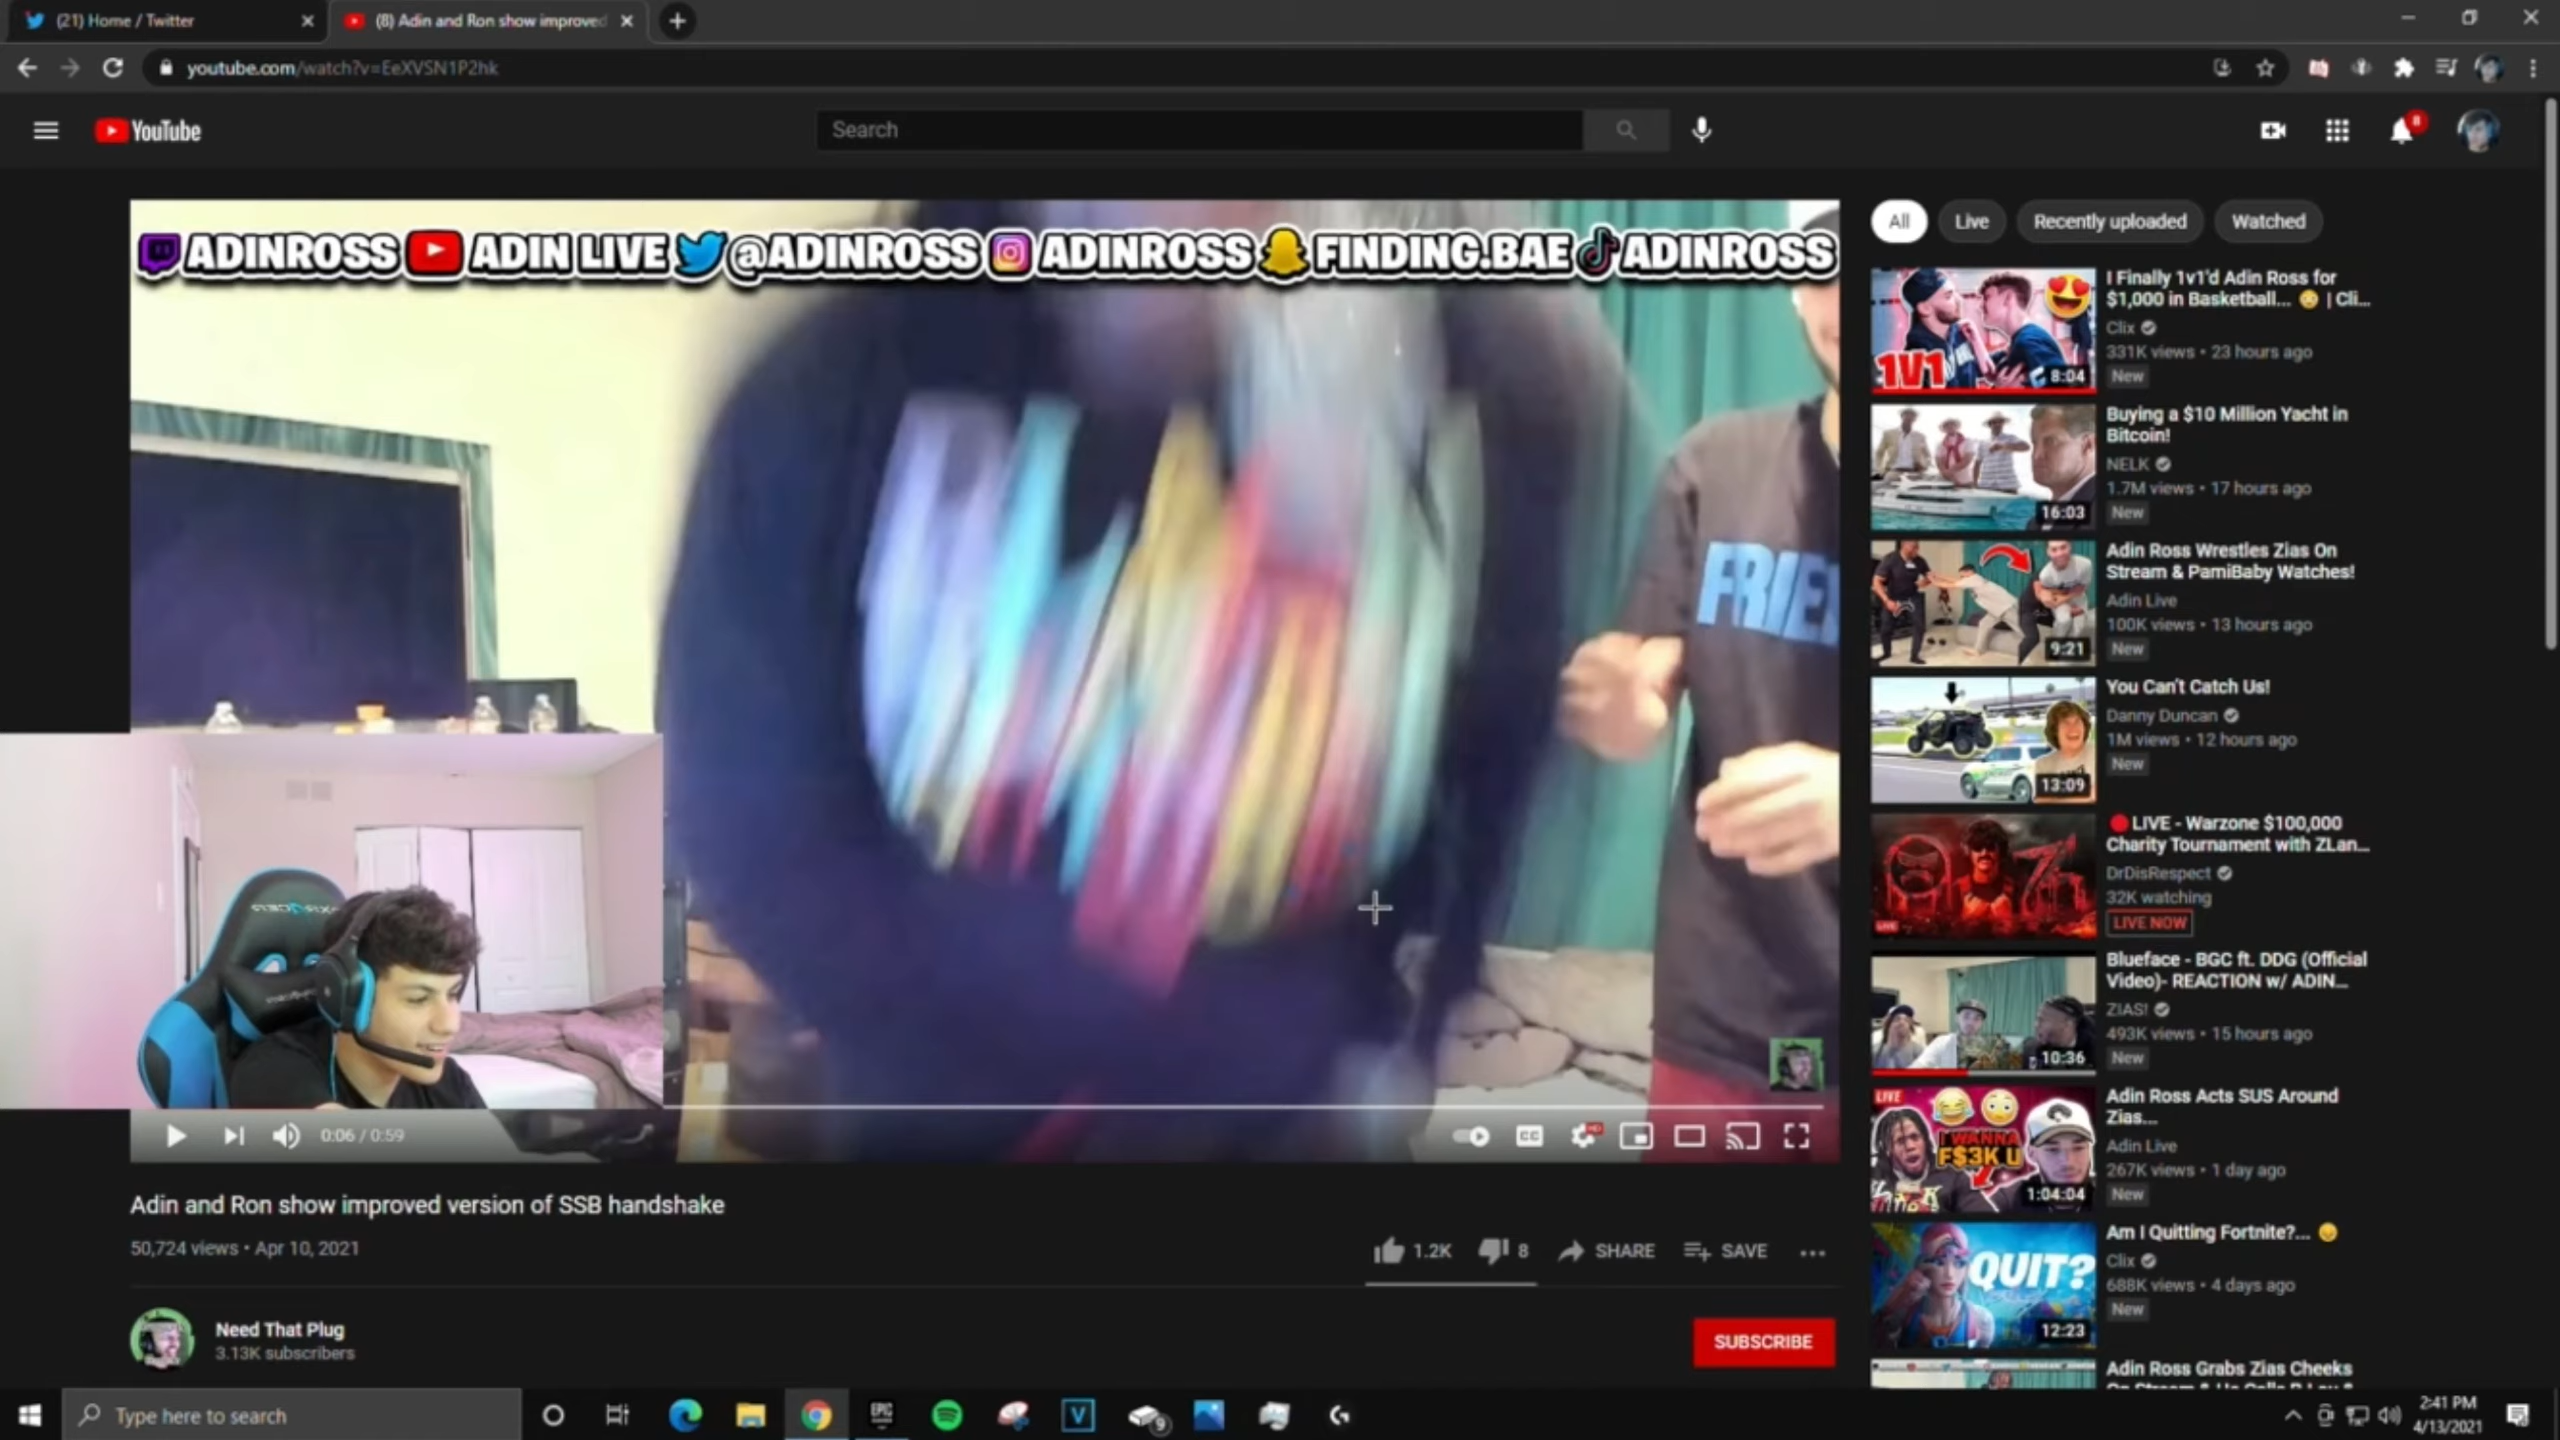 (21) Home / Twitter
(8) Adin and Ron show improved
youtube.com/watch?v=EeXVSN1P2hk
YouTube
Search
8
ADINROSS ADIN LIVE @ADINROSS ADINROSS FINDING.BAE ADINROSS
FRIE
0:06 / 0:59
CC
HD
Adin and Ron show improved version of SSB handshake
50,724 views • Apr 10, 2021
1.2K 8 SHARE SAVE
Need That Plug
3.13K subscribers
SUBSCRIBE
All Live Recently uploaded Watched
1V1
8:04
I Finally 1v1'd Adin Ross for
$1,000 in Basketball... 😳 | Cli...
Clix
331K views • 23 hours ago
New
16:03
Buying a $10 Million Yacht in
Bitcoin!
NELK
1.7M views • 17 hours ago
New
9:21
Adin Ross Wrestles Zias On
Stream & PamiBaby Watches!
Adin Live
100K views • 13 hours ago
New
13:09
You Can't Catch Us!
Danny Duncan
1M views • 12 hours ago
New
LIVE
🔴LIVE - Warzone $100,000
Charity Tournament with ZLan...
DrDisRespect
32K watching
LIVE NOW
10:36
Blueface - BGC ft. DDG (Official
Video)- REACTION w/ ADIN...
ZIAS!
493K views • 15 hours ago
New
LIVE
I WANNA
F$3K U
1:04:04
Adin Ross Acts SUS Around
Zias...
Adin Live
267K views • 1 day ago
New
QUIT?
12:23
Am I Quitting Fortnite?... 😔
Clix
688K views • 4 days ago
New
Adin Ross Grabs Zias Cheeks
Type here to search
EPIC
V
9
2:41 PM
4/13/2021